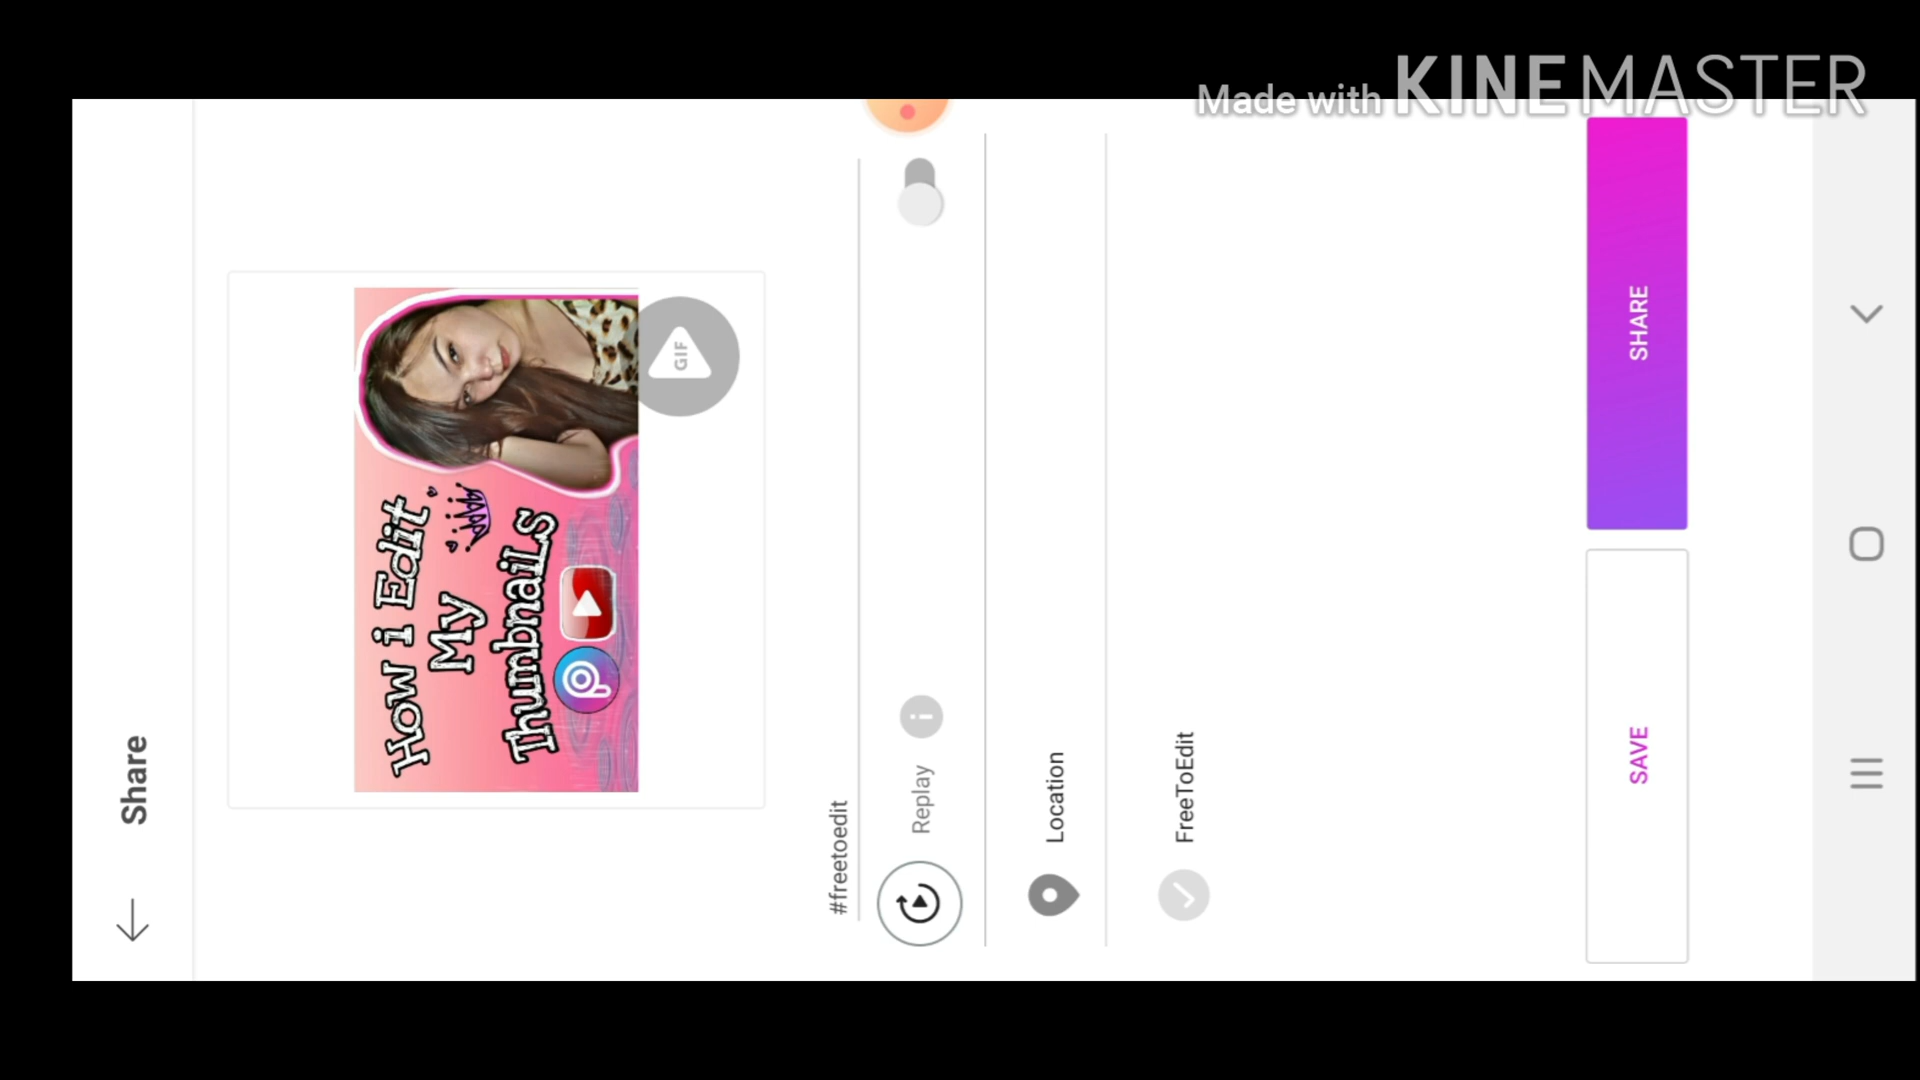 Made with KINEMASTER
Share
How i Edit
My
Thumbnails
GIF
#freetoedit
Replay
Location
FreeToEdit
SAVE
SHARE